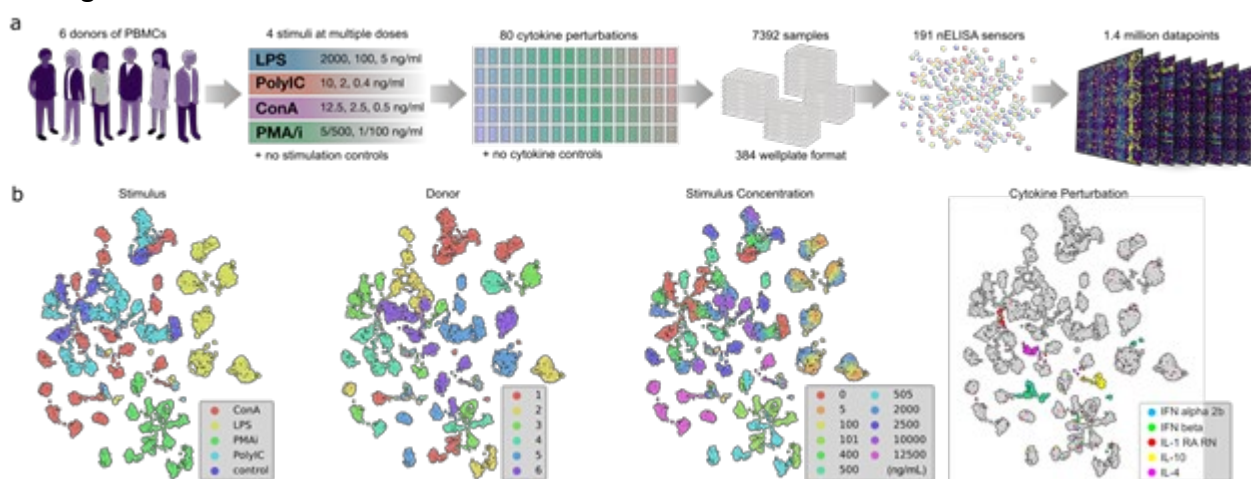 a
6 donors of PBMCs
4 stimuli at multiple doses
80 cytokine perturbations
7392 samples
191 nELISA sensors
1.4 million datapoints
LPS 2000, 100, 5 ng/ml
PolyIC 10, 2, 0.4 ng/ml
ConA 12.5, 2.5, 0.5 ng/ml
PMA/i 5/500, 1/100 ng/ml
+ no stimulation controls
+ no cytokine controls
384 wellplate format
b
Stimulus
Donor
Stimulus Concentration
Cytokine Perturbation
ConA
LPS
PMAi
PolyIC
control
1
2
3
4
5
6
0
5
100
101
400
500
505
2000
2500
10000
12500
(ng/mL)
IFN alpha 2b
IFN beta
IL-1 RA RN
IL-10
IL-4